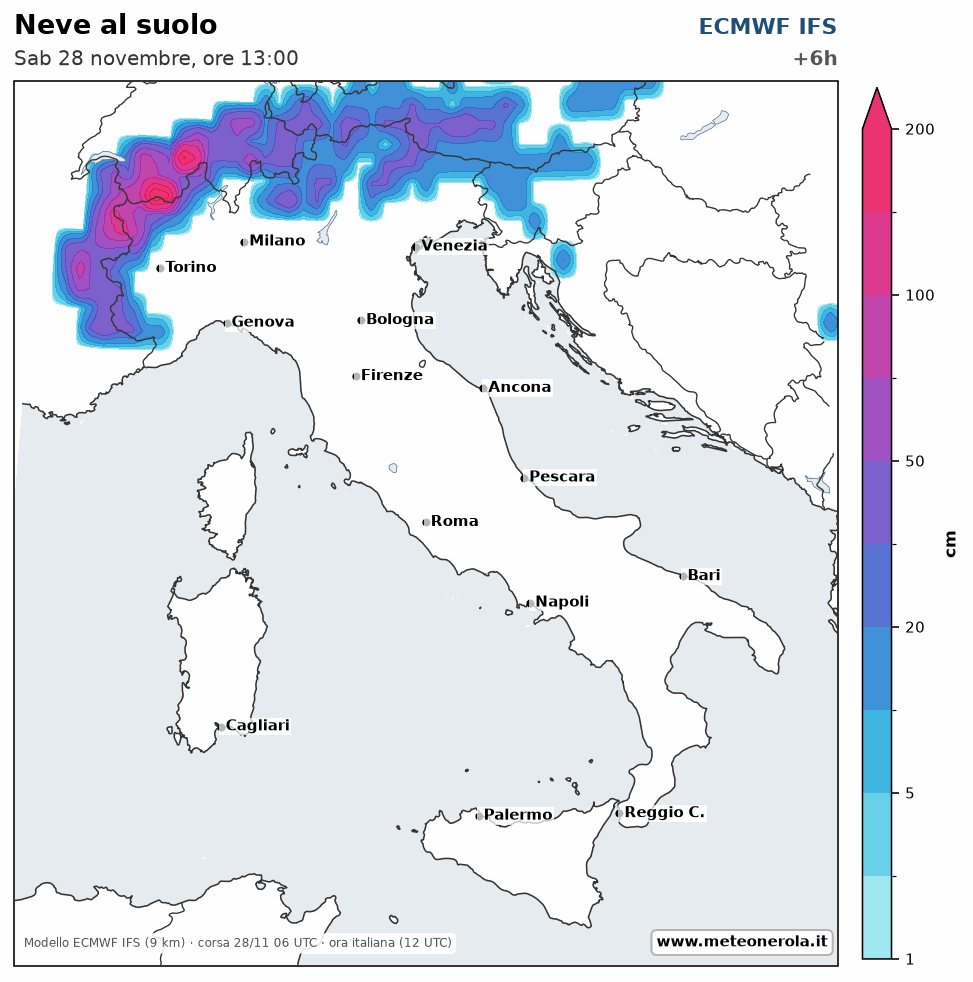 Neve al suolo
ECMWF IFS
Sab 28 novembre, ore 13:00
+6h
200
100
50
20
5
1
cm
Milano
Venezia
Torino
Genova
Bologna
Firenze
Ancona
Pescara
Roma
Bari
Napoli
Cagliari
Palermo
Reggio C.
Modello ECMWF IFS (9 km) · corsa 28/11 06 UTC · ora italiana (12 UTC)
www.meteonerola.it